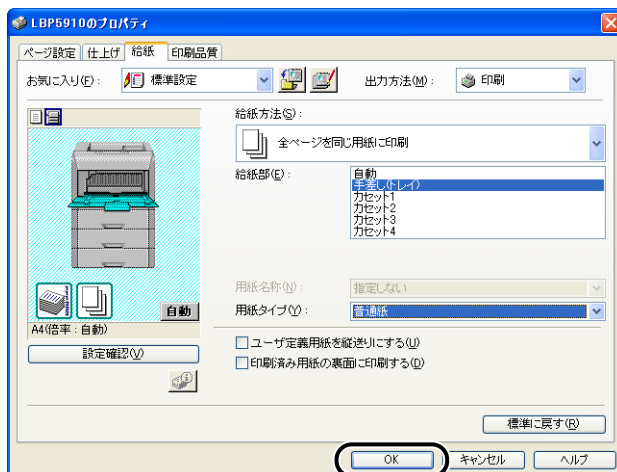 LBP5910のプロパティ
ページ設定 仕上げ 給紙 印刷品質
お気に入り(F): 標準設定 出力方法(M): 印刷
給紙方法(S):
全ページを同じ用紙に印刷
給紙部(E):
自動
手差し(トレイ)
カセット1
カセット2
カセット3
カセット4
用紙名称(N): 指定しない
自動 用紙タイプ(Y): 普通紙
A4(倍率:自動)
設定確認(V)
ユーザ定義用紙を縦送りにする(U)
印刷済み用紙の裏面に印刷する(D)
標準に戻す(R)
OK キャンセル ヘルプ